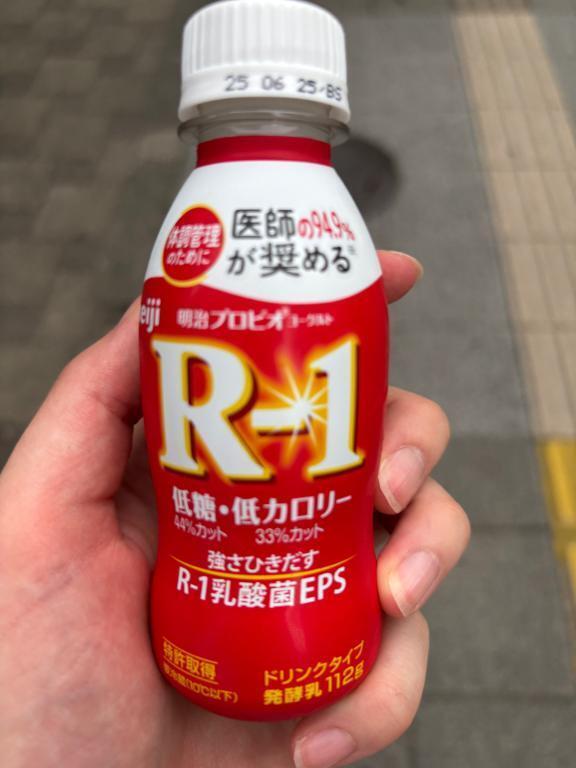 25 06 25/BS
体調管理
のために
医師の94.9%
が奨める※
eiji
明治プロビオヨーグルト
R-1
低糖・低カロリー
44%カット 33%カット
強さひきだす
R-1乳酸菌EPS
特許取得
(10℃以下)
ドリンクタイプ
発酵乳 112g